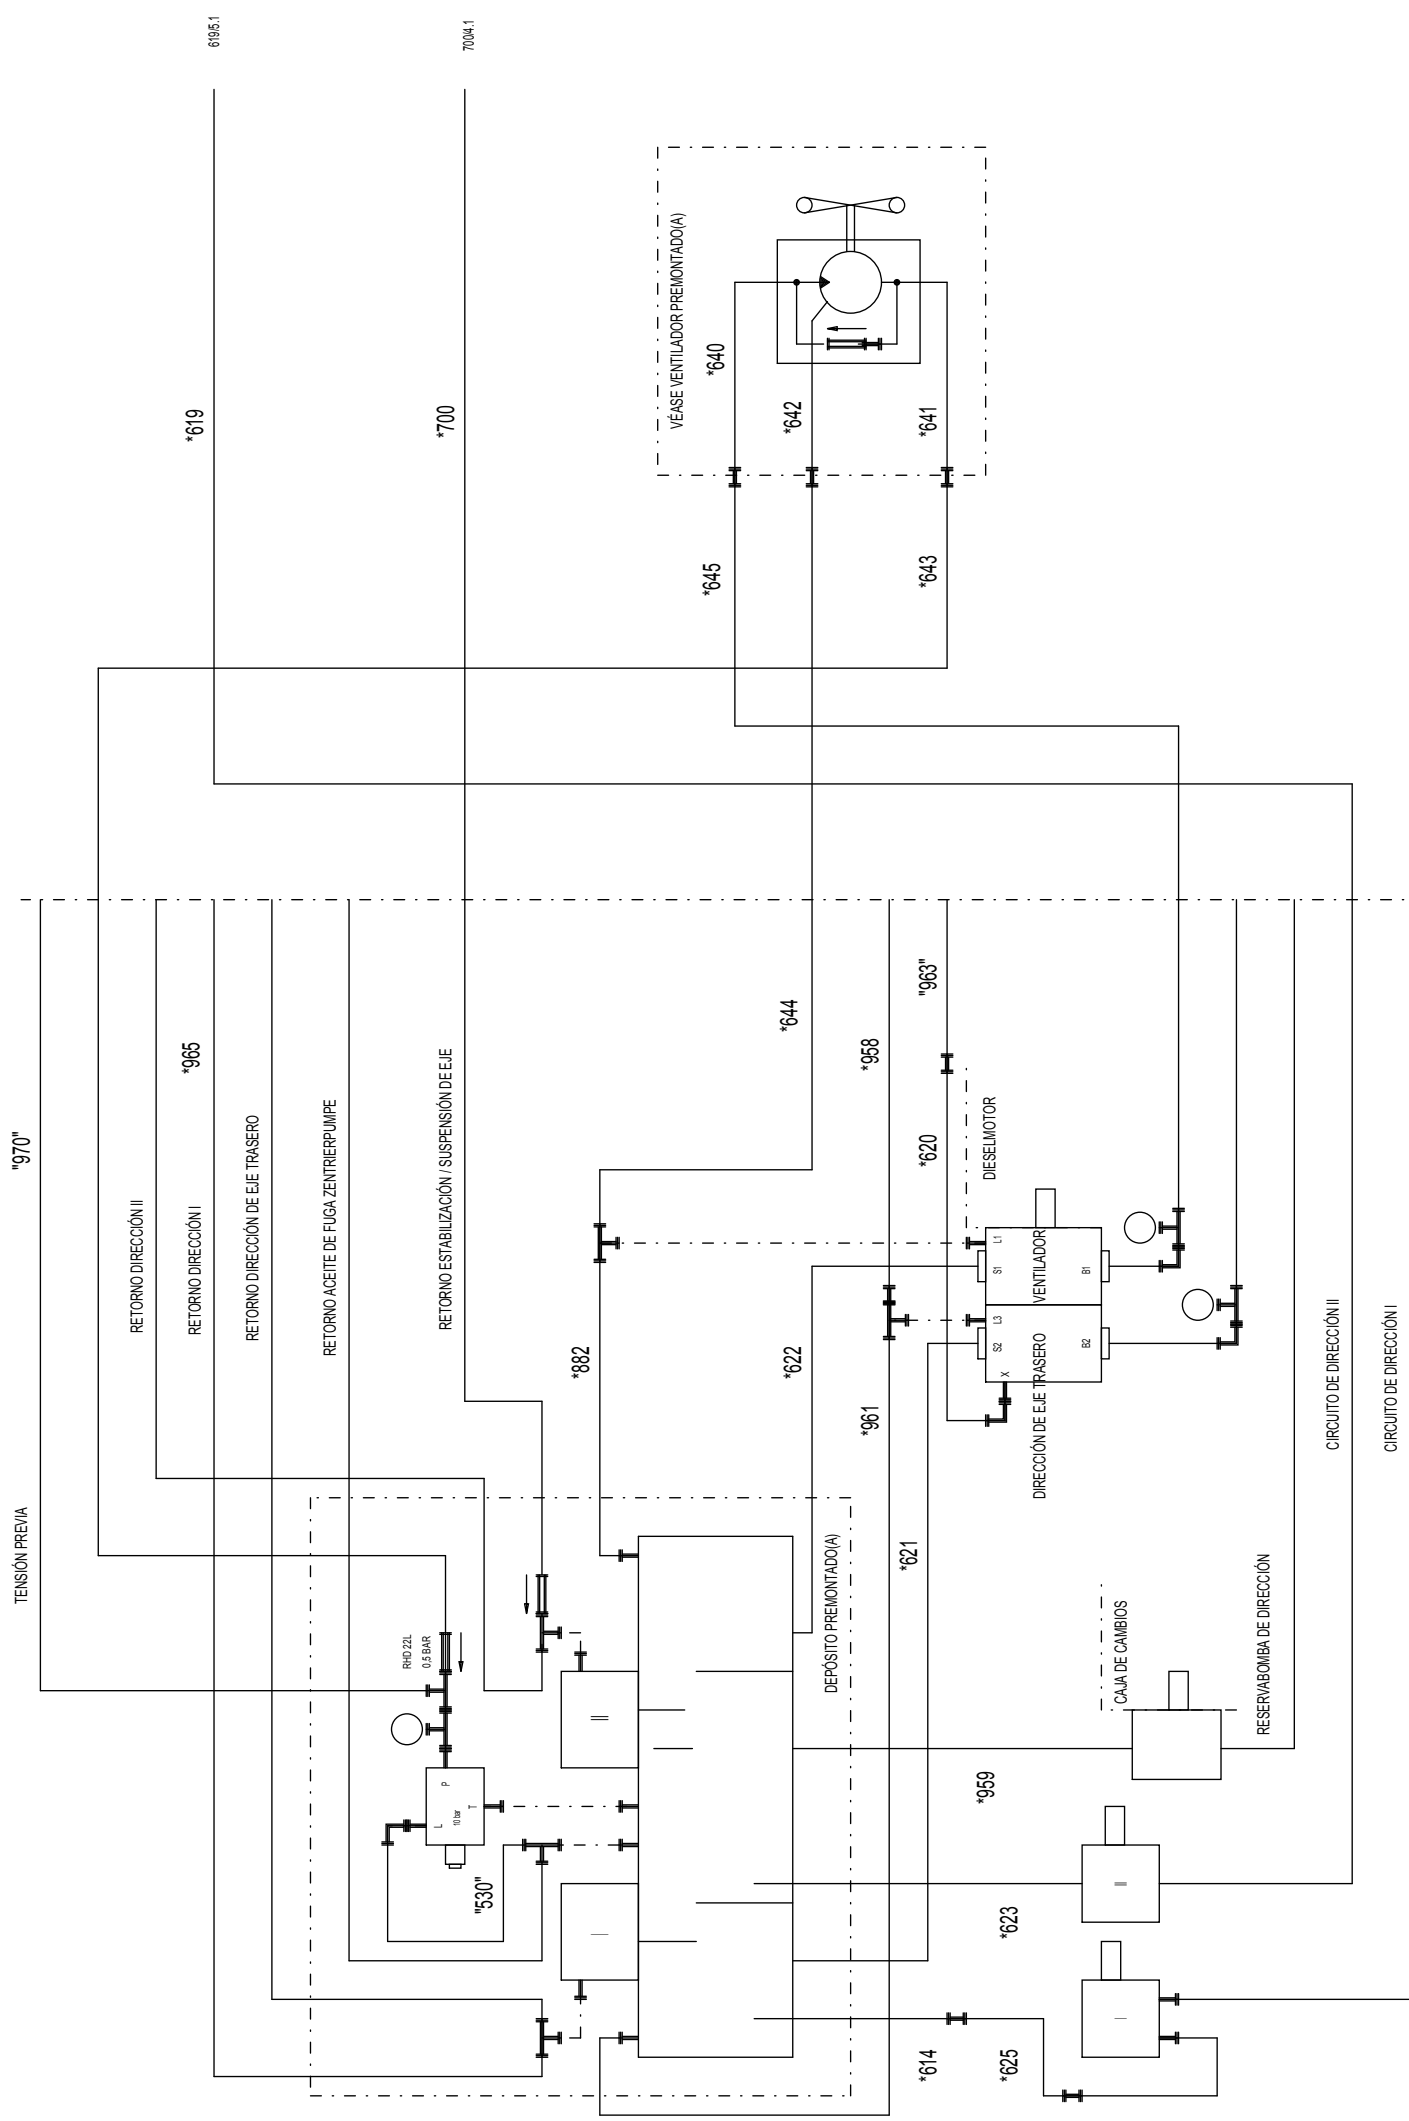 619/5.1
700/4.1
VÉASE VENTILADOR PREMONTADO(A)
*640
*642
*641
*619
*700
*645
*643
"970"
*965
*644
*958
"963"
*620
DIESELMOTOR
RETORNO DIRECCIÓN II
RETORNO DIRECCIÓN I
RETORNO DIRECCIÓN DE EJE TRASERO
RETORNO ACEITE DE FUGA ZENTRIERPUMPE
RETORNO ESTABILIZACIÓN / SUSPENSIÓN DE EJE
*882
*622
*961
L1
S1
VENTILADOR
B1
L3
S2
X
B2
DIRECCIÓN DE EJE TRASERO
CIRCUITO DE DIRECCIÓN II
CIRCUITO DE DIRECCIÓN I
TENSIÓN PREVIA
RHD 22L
0,5 BAR
DEPÓSITO PREMONTADO(A)
*621
CAJA DE CAMBIOS
RESERVABOMBA DE DIRECCIÓN
P
L
10 bar
T
II
I
"530"
*959
*623
II
*614
*625
I